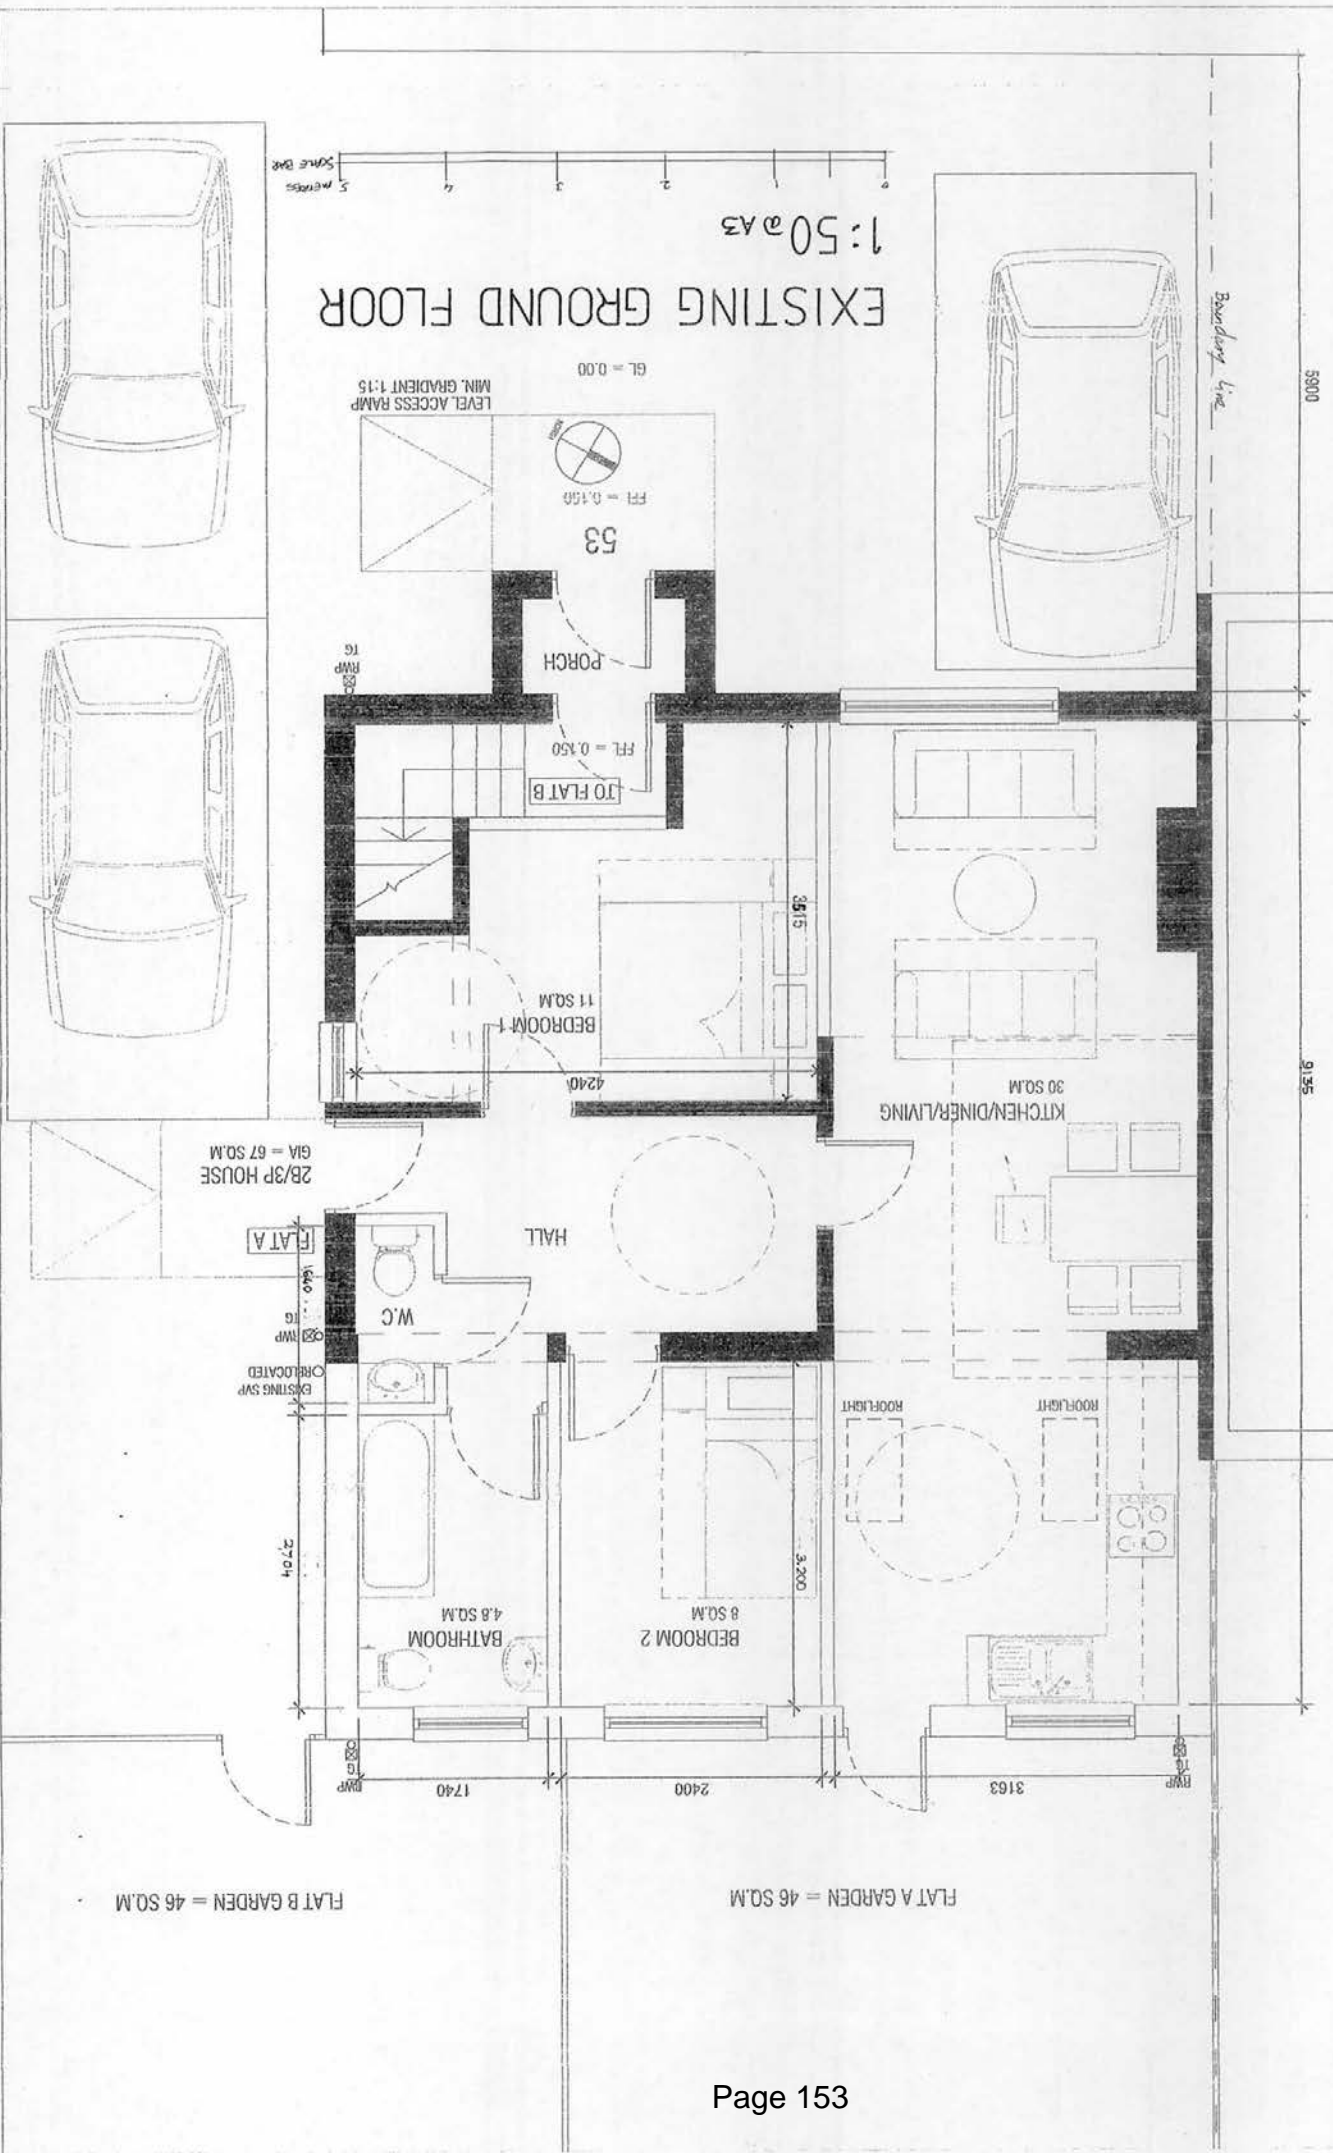 FLAT A GARDEN = 46 SQ.M
FLAT B GARDEN = 46 SQ.M
RWP
TG
3163
2400
1740
RWP
TG
BEDROOM 2
8 SQ.M
BATHROOM
4.8 SQ.M
3.200
2,704
ROOFLIGHT
ROOFLIGHT
EXISTING SVP
RELOCATED
RWP
TG
W.C
1640
FLAT A
HALL
2B/3P HOUSE
GIA = 67 SQ.M
KITCHEN/DINER/LIVING
30 SQ.M
9135
4240
BEDROOM 1
11 SQ.M
3515
TO FLAT B
FFL = 0.150
PORCH
RWP
TG
53
FFL = 0.150
NORTH
LEVEL ACCESS RAMP
MIN. GRADIENT 1:15
GL = 0.00
Boundary line
5900
EXISTING GROUND FLOOR
1:50 @ A3
0 1 2 3 4 5 METRES
SCALE BAR
Page 153